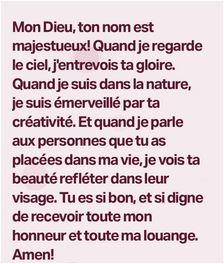 Mon Dieu, ton nom est
majestueux! Quand je regarde
le ciel, j'entrevois ta gloire.
Quand je suis dans la nature,
je suis émerveillé par ta
créativité. Et quand je parle
aux personnes que tu as
placées dans ma vie, je vois ta
beauté refléter dans leur
visage. Tu es si bon, et si digne
de recevoir toute mon
honneur et toute ma louange.
Amen!